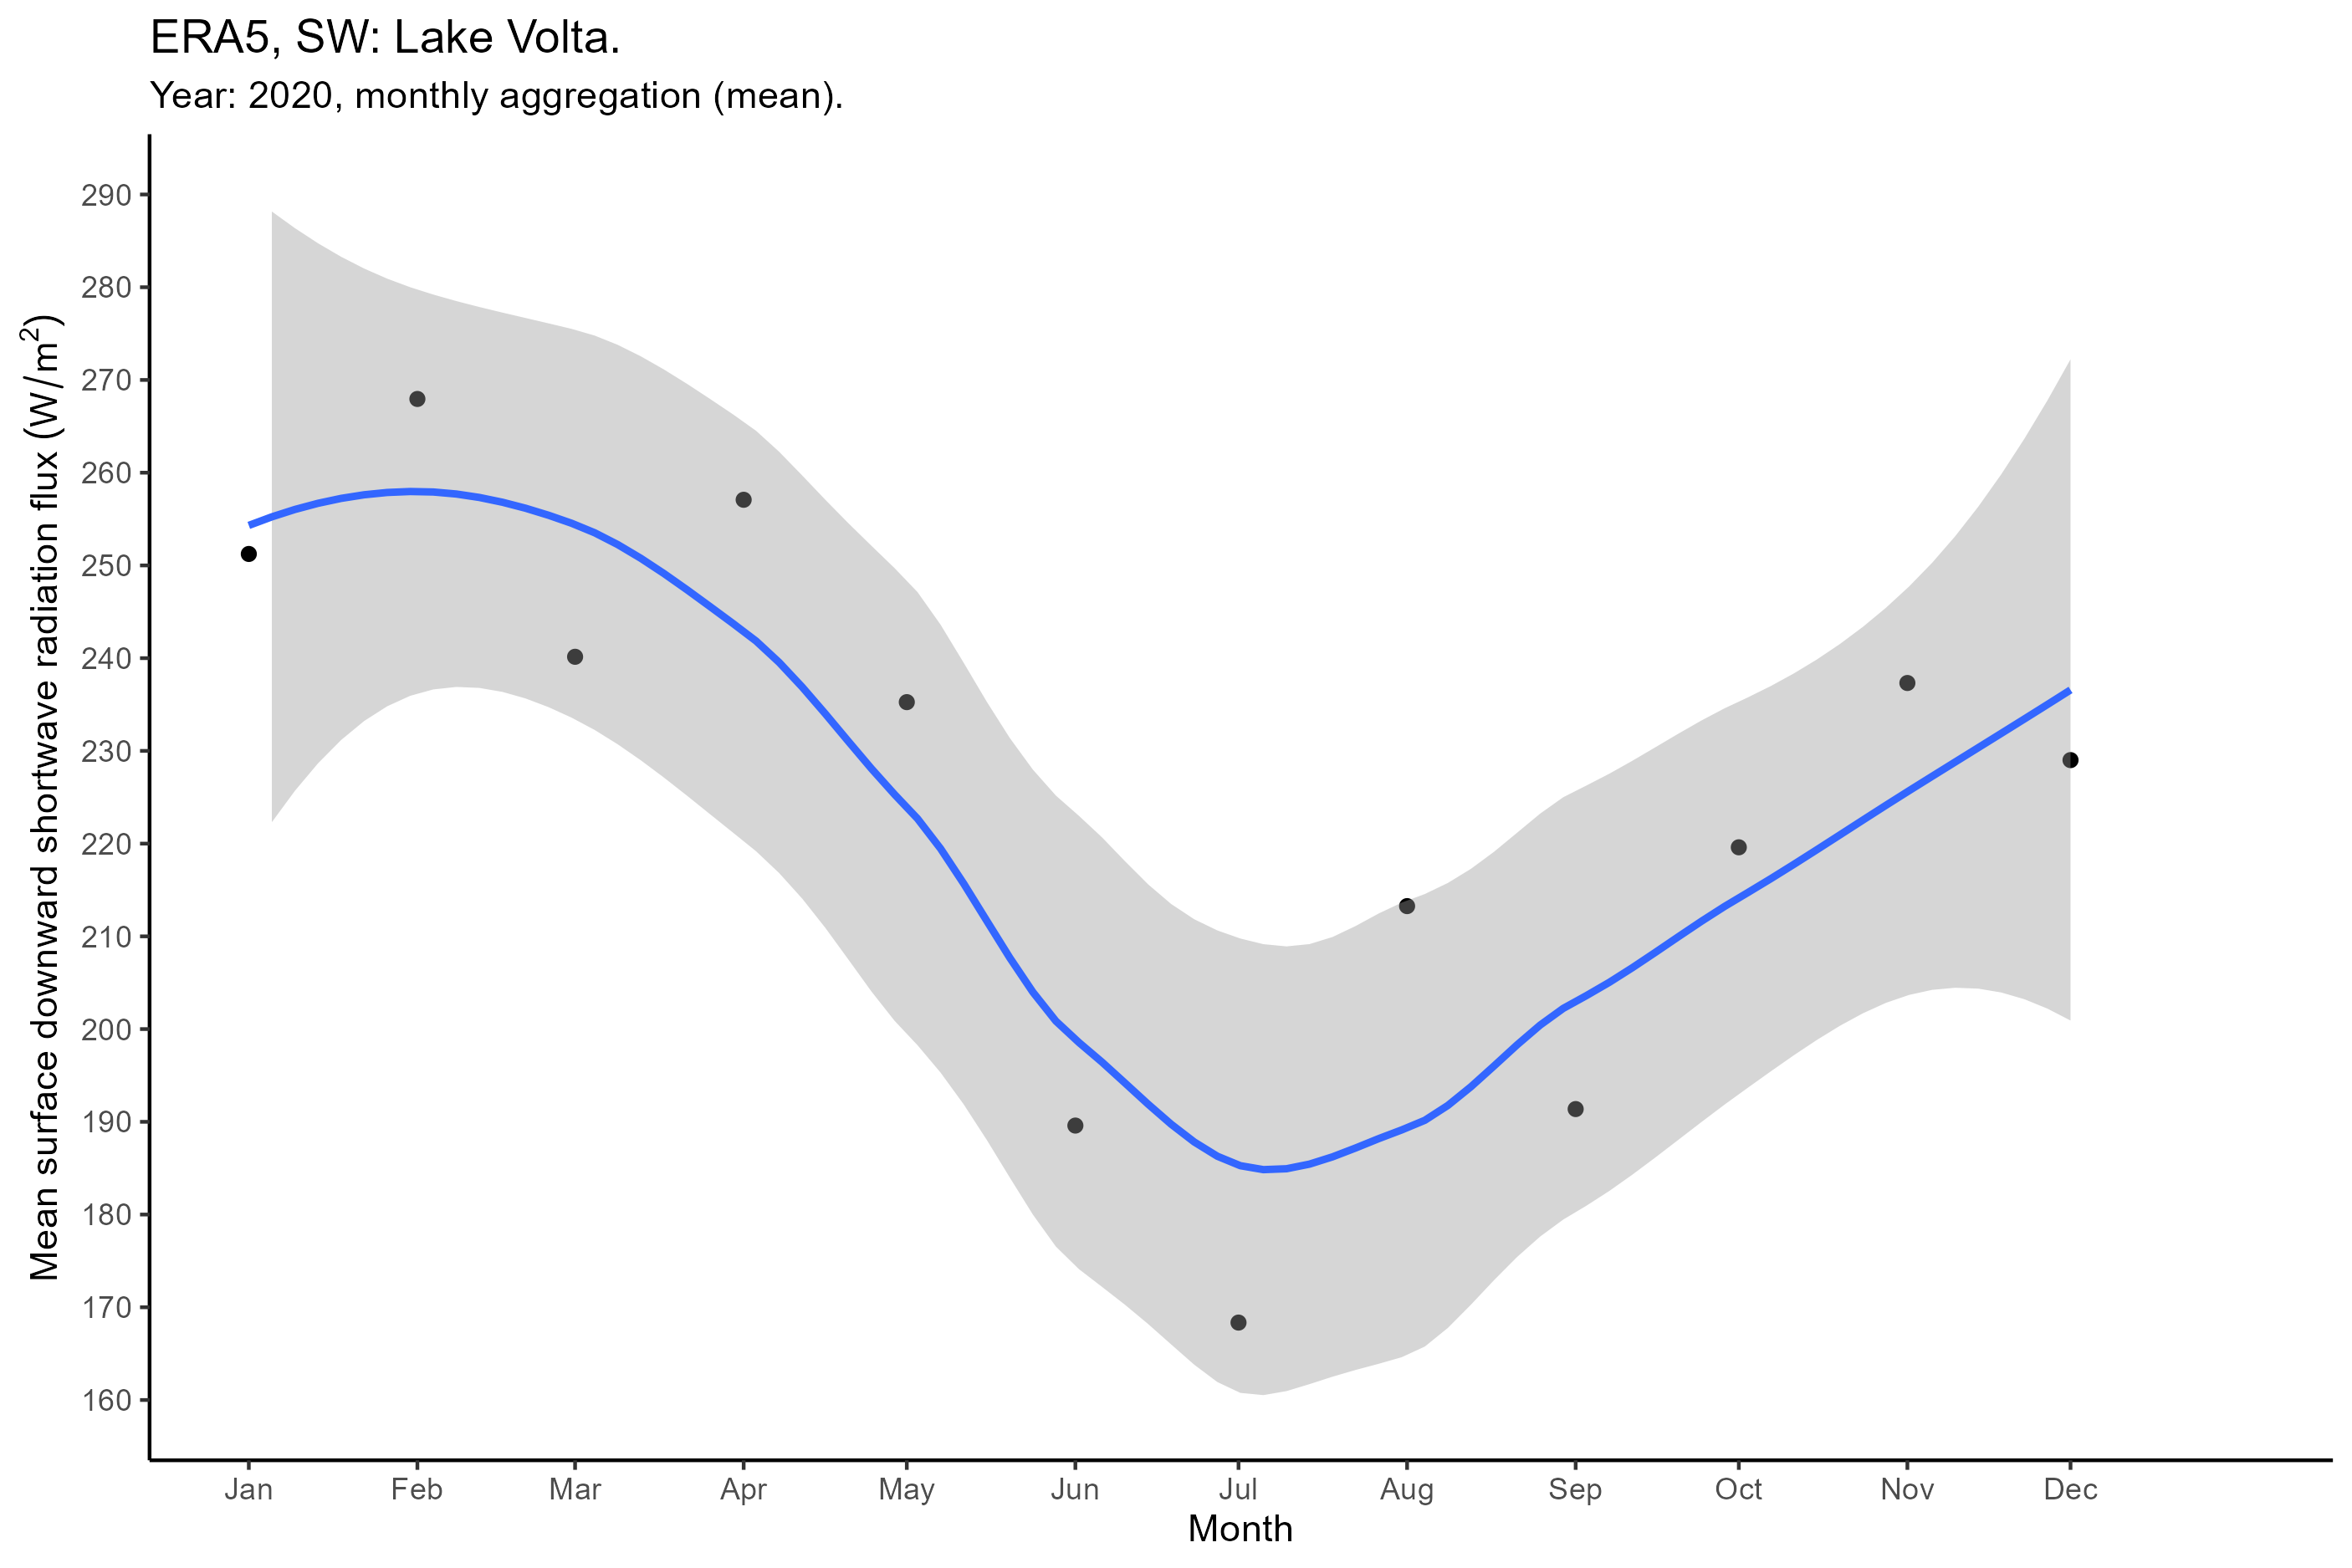 ERA5, SW: Lake Volta.
Year: 2020, monthly aggregation (mean).
Mean surface downward shortwave radiation flux (W/m²)
290
280
270
260
250
240
230
220
210
200
190
180
170
160
Jan Feb Mar Apr May Jun Jul Aug Sep Oct Nov Dec
Month